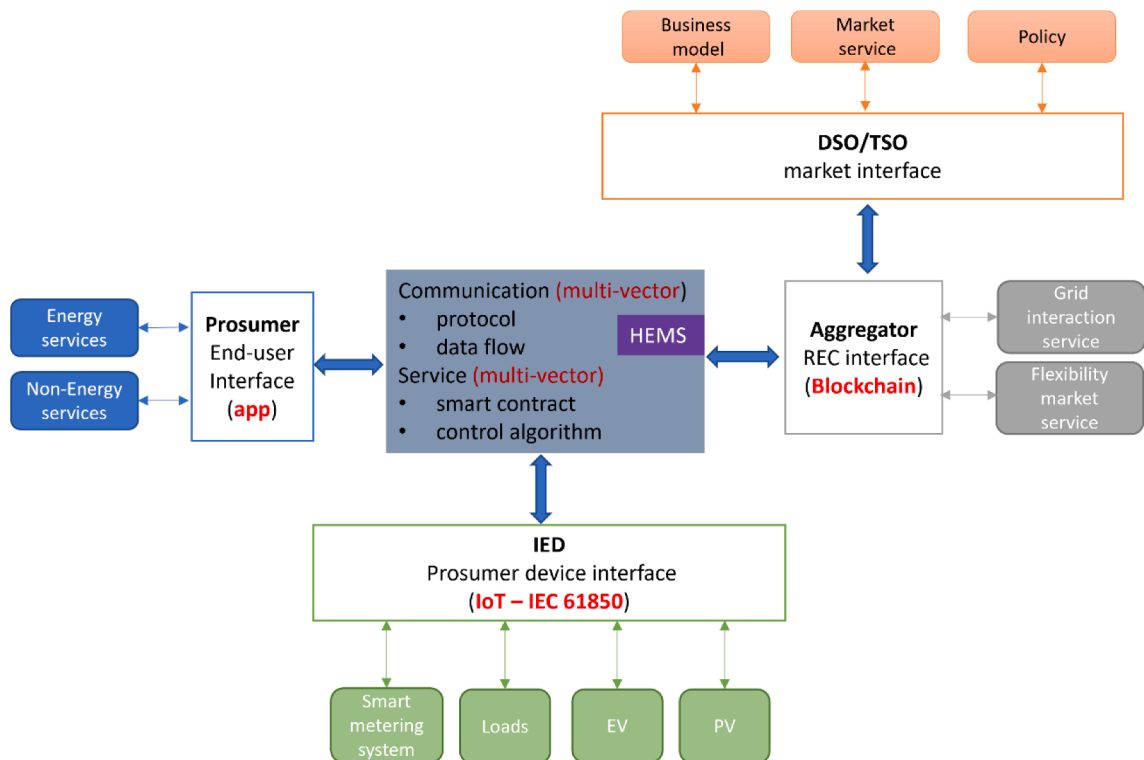 Business
model
Market
service
Policy
DSO/TSO
market interface
Energy
services
Non-Energy
services
Prosumer
End-user
Interface
(app)
Communication (multi-vector)
• protocol
• data flow
Service (multi-vector)
• smart contract
• control algorithm
HEMS
Aggregator
REC interface
(Blockchain)
Grid
interaction
service
Flexibility
market
service
IED
Prosumer device interface
(IoT – IEC 61850)
Smart
metering
system
Loads
EV
PV